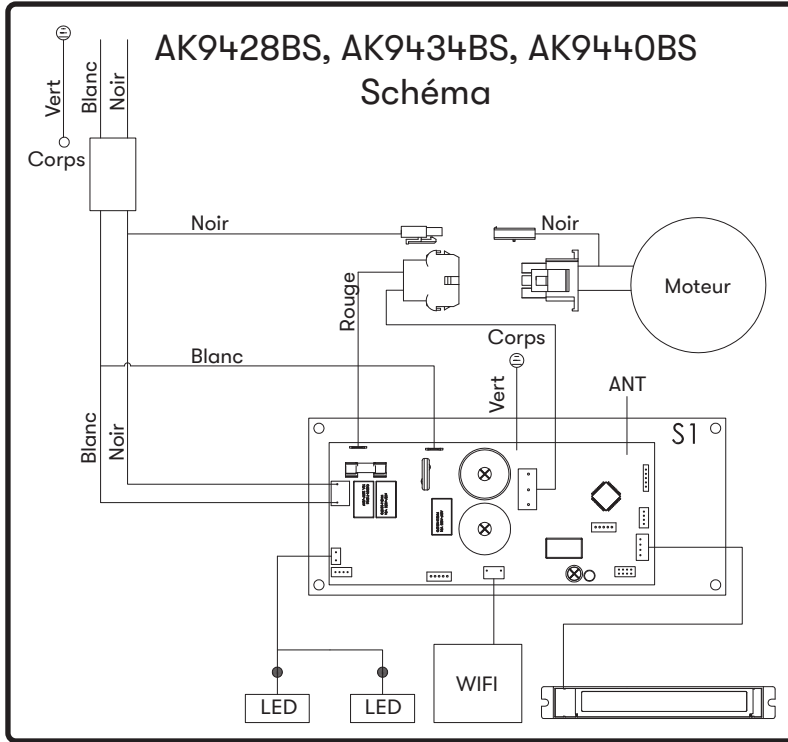 AK9428BS, AK9434BS, AK9440BS
Schéma
Vert
Blanc
Noir
Corps
Noir
Noir
Rouge
Moteur
Corps
Blanc
Vert
ANT
Blanc
Noir
S1
LED
LED
WIFI